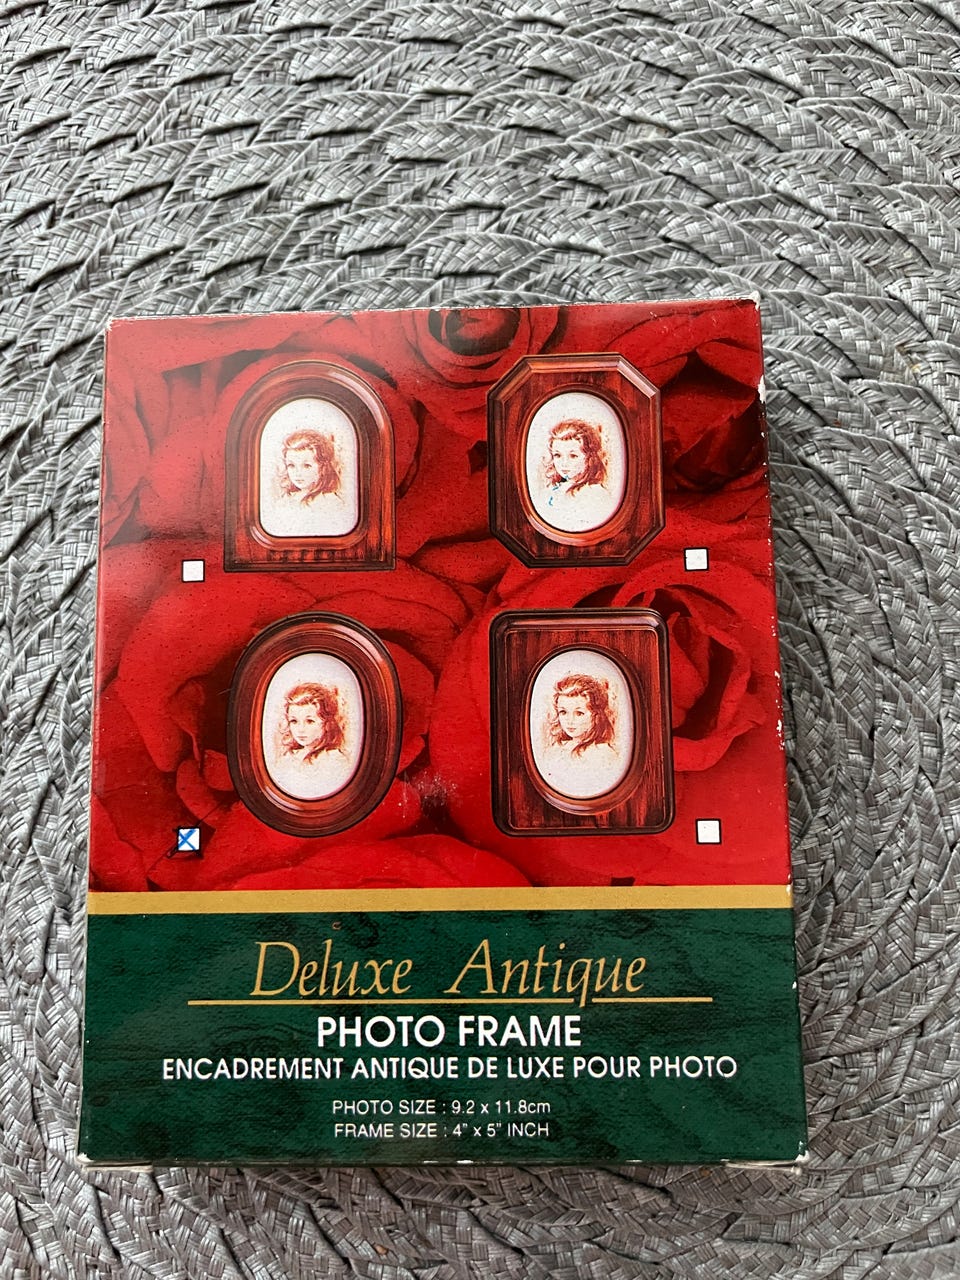 Deluxe Antique
PHOTO FRAME
ENCADREMENT ANTIQUE DE LUXE POUR PHOTO
PHOTO SIZE : 9.2 x 11.8cm
FRAME SIZE : 4" x 5" INCH